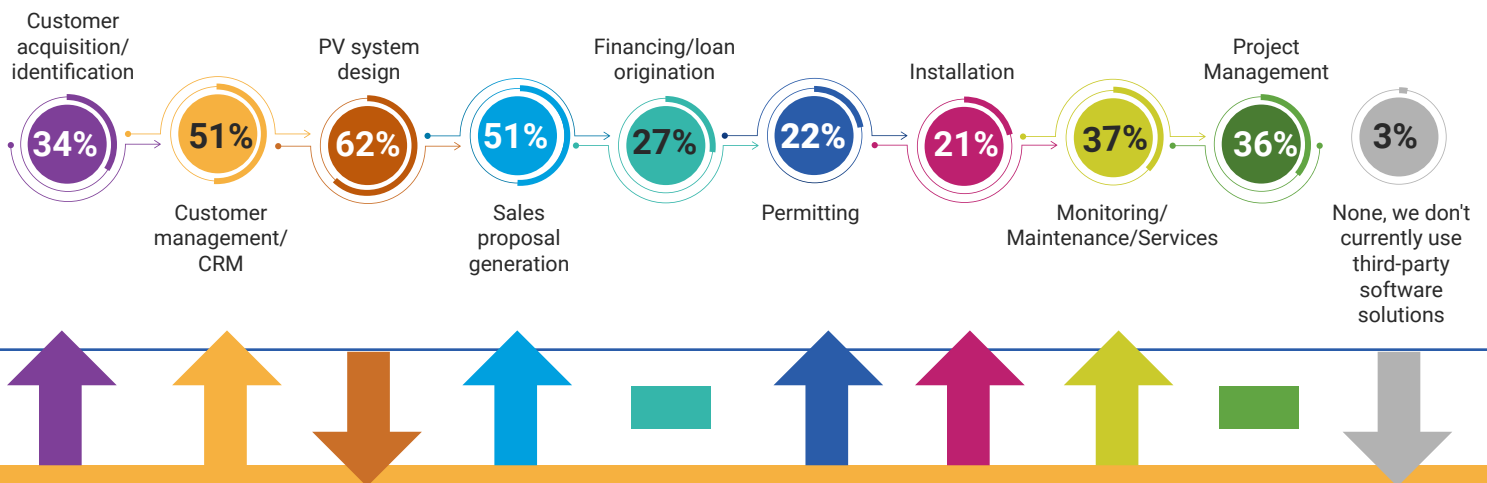 Customer
acquisition/
identification
34%
51%
Customer
management/
CRM
PV system
design
62%
51%
Sales
proposal
generation
Financing/loan
origination
27%
22%
Permitting
Installation
21%
37%
Monitoring/
Maintenance/Services
Project
Management
36%
3%
None, we don't
currently use
third-party
software
solutions